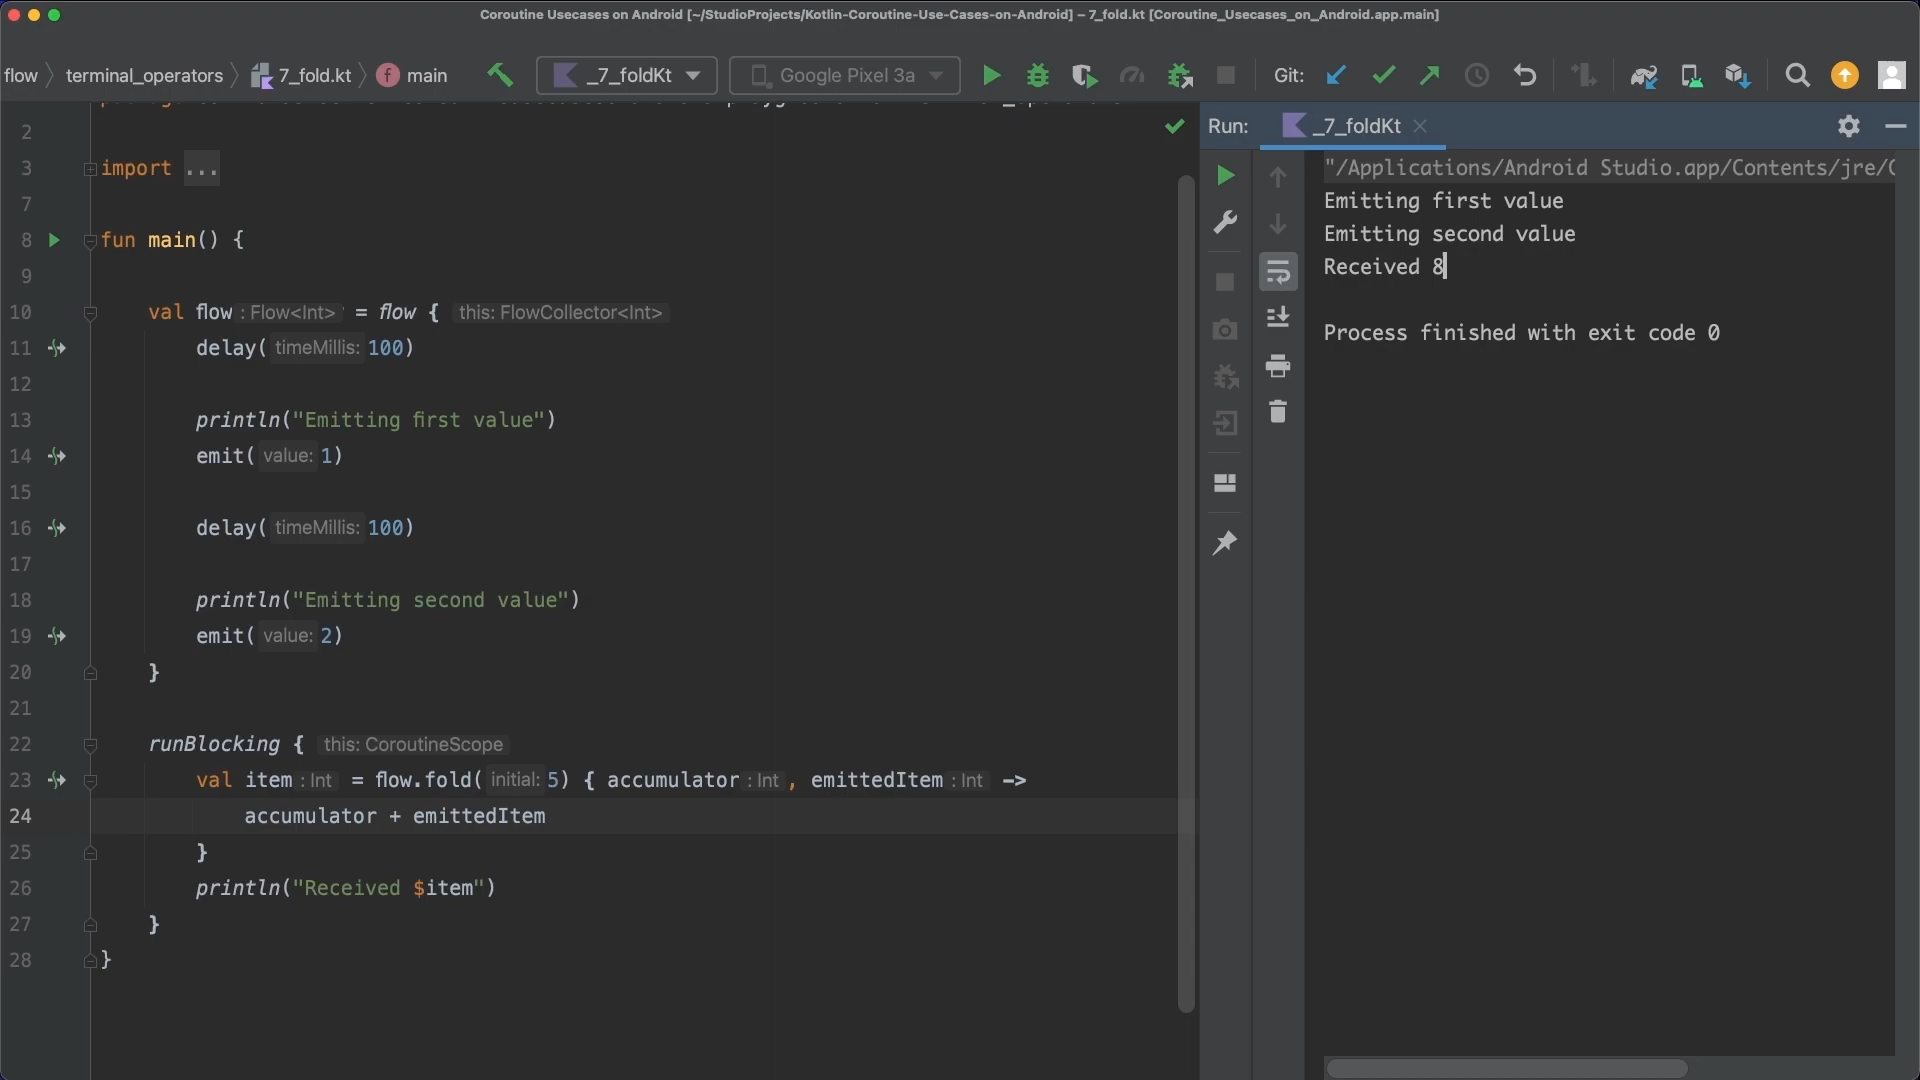 Coroutine Usecases on Android [~/StudioProjects/Kotlin-Coroutine-Use-Cases-on-Android] – 7_fold.kt [Coroutine_Usecases_on_Android.app.main]
flow terminal_operators 7_fold.kt f main _7_foldKt Google Pixel 3a Git:
Run: _7_foldKt
2
3 import ...
7
8 fun main() {
9
10 val flow : Flow<Int> = flow { this: FlowCollector<Int>
11 delay( timeMillis: 100)
12
13 println("Emitting first value")
14 emit( value: 1)
15
16 delay( timeMillis: 100)
17
18 println("Emitting second value")
19 emit( value: 2)
20 }
21
22 runBlocking { this: CoroutineScope
23 val item : Int = flow.fold( initial: 5) { accumulator : Int , emittedItem : Int ->
24 accumulator + emittedItem
25 }
26 println("Received $item")
27 }
28 }
"/Applications/Android Studio.app/Contents/jre/C
Emitting first value
Emitting second value
Received 8
Process finished with exit code 0